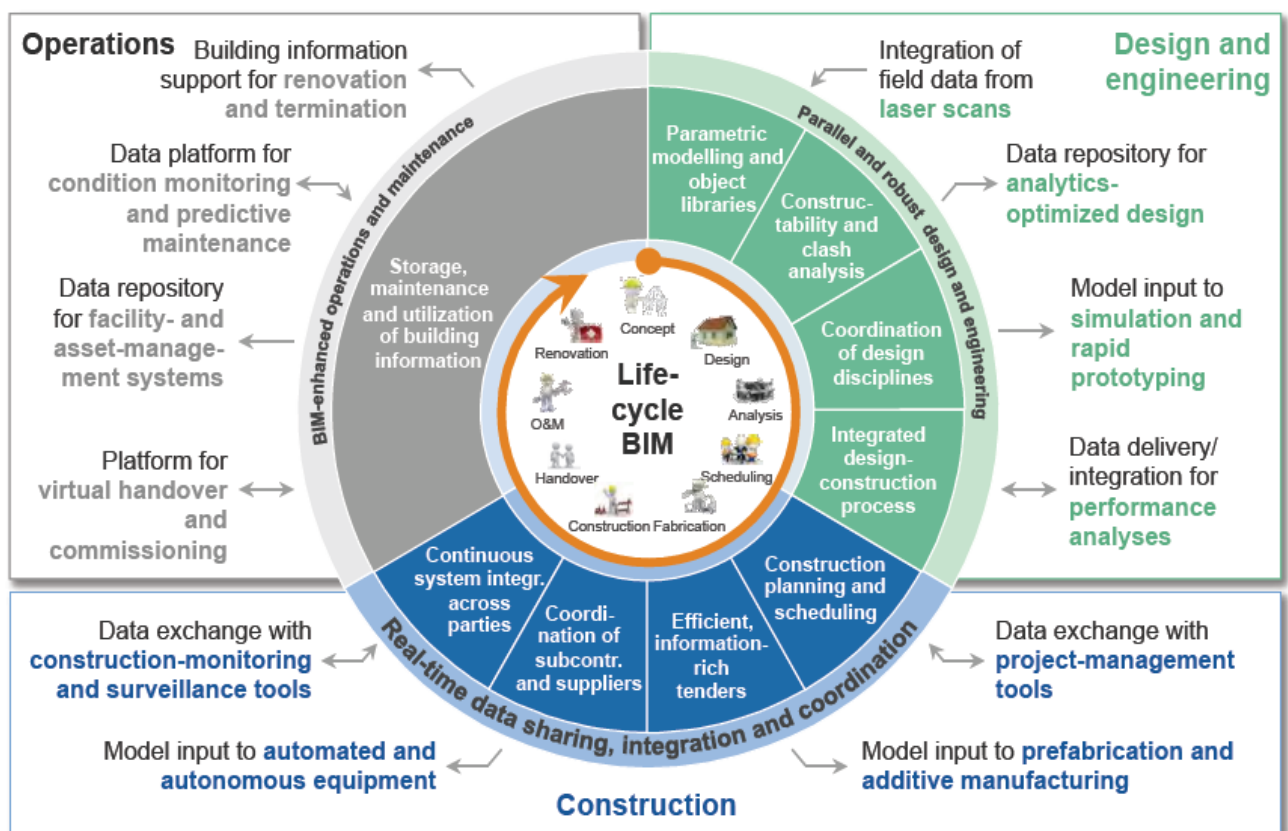 Operations
Building information
support for renovation
and termination
Data platform for
condition monitoring
and predictive
maintenance
Data repository
for facility- and
asset-manage-
ment systems
Platform for
virtual handover
and
commissioning
BIM-enhanced operations and maintenance
Storage,
maintenance
and utilization
of building
information
Design and
engineering
Integration of
field data from
laser scans
Data repository for
analytics-
optimized design
Model input to
simulation and
rapid
prototyping
Data delivery/
integration for
performance
analyses
Parallel and robust design and engineering
Parametric
modelling and
object
libraries
Construc-
tability and
clash
analysis
Coordination
of design
disciplines
Integrated
design-
construction
process
Life-
cycle
BIM
Concept
Design
Analysis
Scheduling
Fabrication
Construction
Handover
O&M
Renovation
Construction planning and
scheduling
Efficient,
information-
rich
tenders
Coordi-
nation of
subcontr.
and suppliers
Continuous
system integr.
across
parties
Real-time data sharing, integration and coordination
Data exchange with
construction-monitoring
and surveillance tools
Model input to automated and
autonomous equipment
Data exchange with
project-management
tools
Model input to prefabrication and
additive manufacturing
Construction